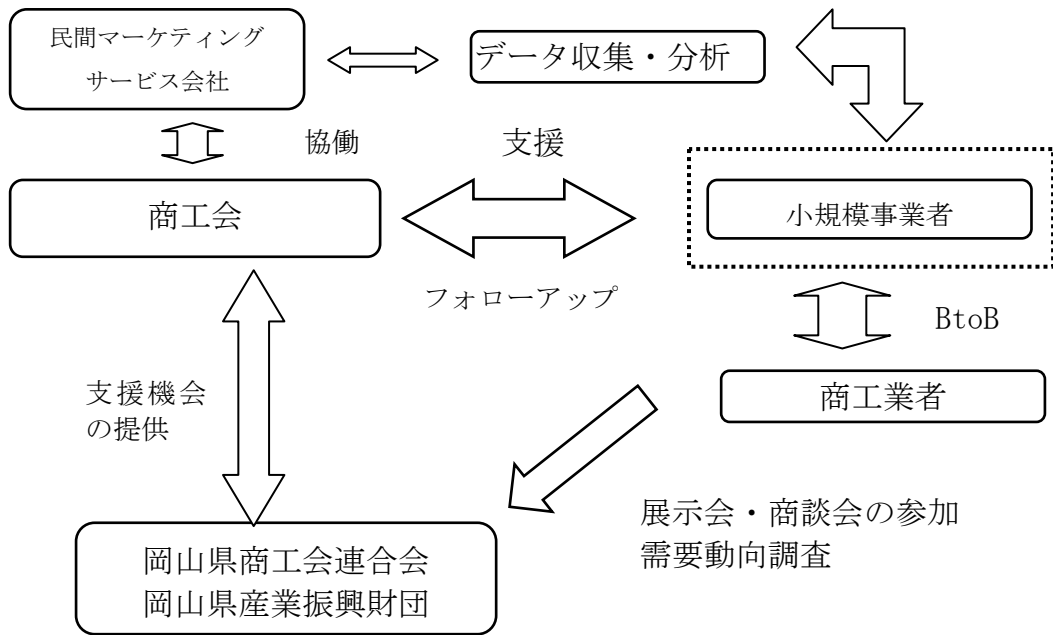 民間マーケティング
サービス会社
データ収集・分析
協働
支援
商工会
小規模事業者
フォローアップ
BtoB
支援機会
の提供
商工業者
展示会・商談会の参加
需要動向調査
岡山県商工会連合会
岡山県産業振興財団